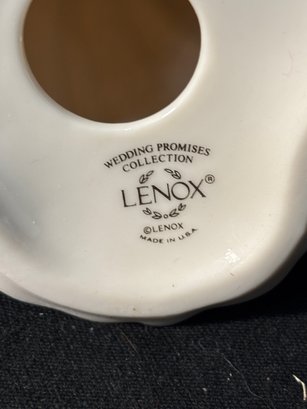 WEDDING PROMISES
COLLECTION
LENOX®
©LENOX
MADE IN U.S.A.